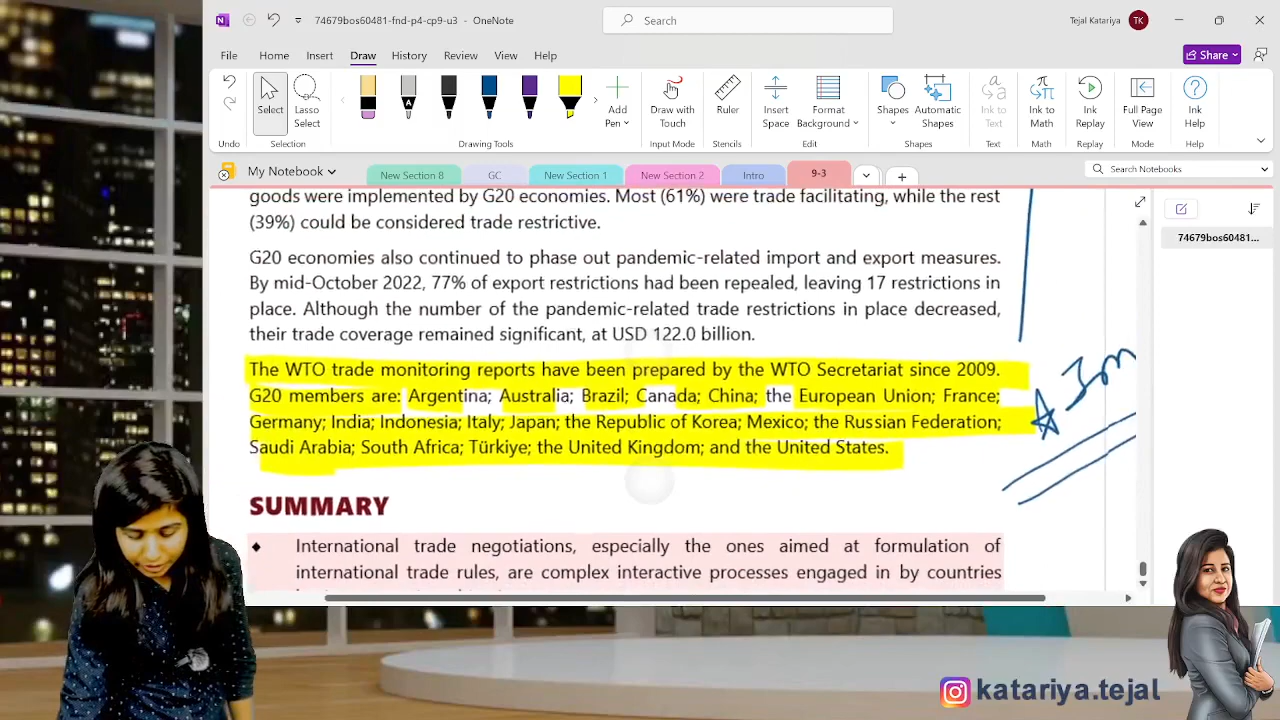 74679bos60481-fnd-p4-cp9-u3 - OneNote
Search
Tejal Katariya
TK
File Home Insert Draw History Review View Help
Share
Select
Lasso Select
Add Pen
Draw with Touch
Ruler
Insert Space
Format Background
Shapes
Automatic Shapes
Ink to Text
Ink to Math
Ink Replay
Full Page View
Ink Help
Undo Selection Drawing Tools Input Mode Stencils Edit Math Replay View Help
My Notebook New Section 8 GC New Section 1 New Section 2 Intro 9-3 Search Notebooks
74679bos60481...
goods were implemented by G20 economies. Most (61%) were trade facilitating, while the rest
(39%) could be considered trade restrictive.
G20 economies also continued to phase out pandemic-related import and export measures.
By mid-October 2022, 77% of export restrictions had been repealed, leaving 17 restrictions in
place. Although the number of the pandemic-related trade restrictions in place decreased,
their trade coverage remained significant, at USD 122.0 billion.
The WTO trade monitoring reports have been prepared by the WTO Secretariat since 2009.
G20 members are: Argentina; Australia; Brazil; Canada; China; the European Union; France;
Germany; India; Indonesia; Italy; Japan; the Republic of Korea; Mexico; the Russian Federation;
Saudi Arabia; South Africa; Türkiye; the United Kingdom; and the United States.
SUMMARY
International trade negotiations, especially the ones aimed at formulation of
international trade rules, are complex interactive processes engaged in by countries
katariya.tejal